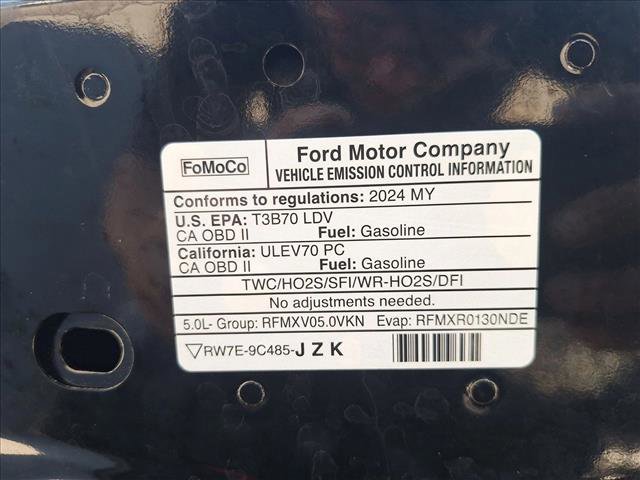 FoMoCo
Ford Motor Company
VEHICLE EMISSION CONTROL INFORMATION
Conforms to regulations: 2024 MY
U.S. EPA: T3B70 LDV
CA OBD II Fuel: Gasoline
California: ULEV70 PC
CA OBD II Fuel: Gasoline
TWC/HO2S/SFI/WR-HO2S/DFI
No adjustments needed.
5.0L- Group: RFMXV05.0VKN Evap: RFMXR0130NDE
▽RW7E-9C485-J Z K